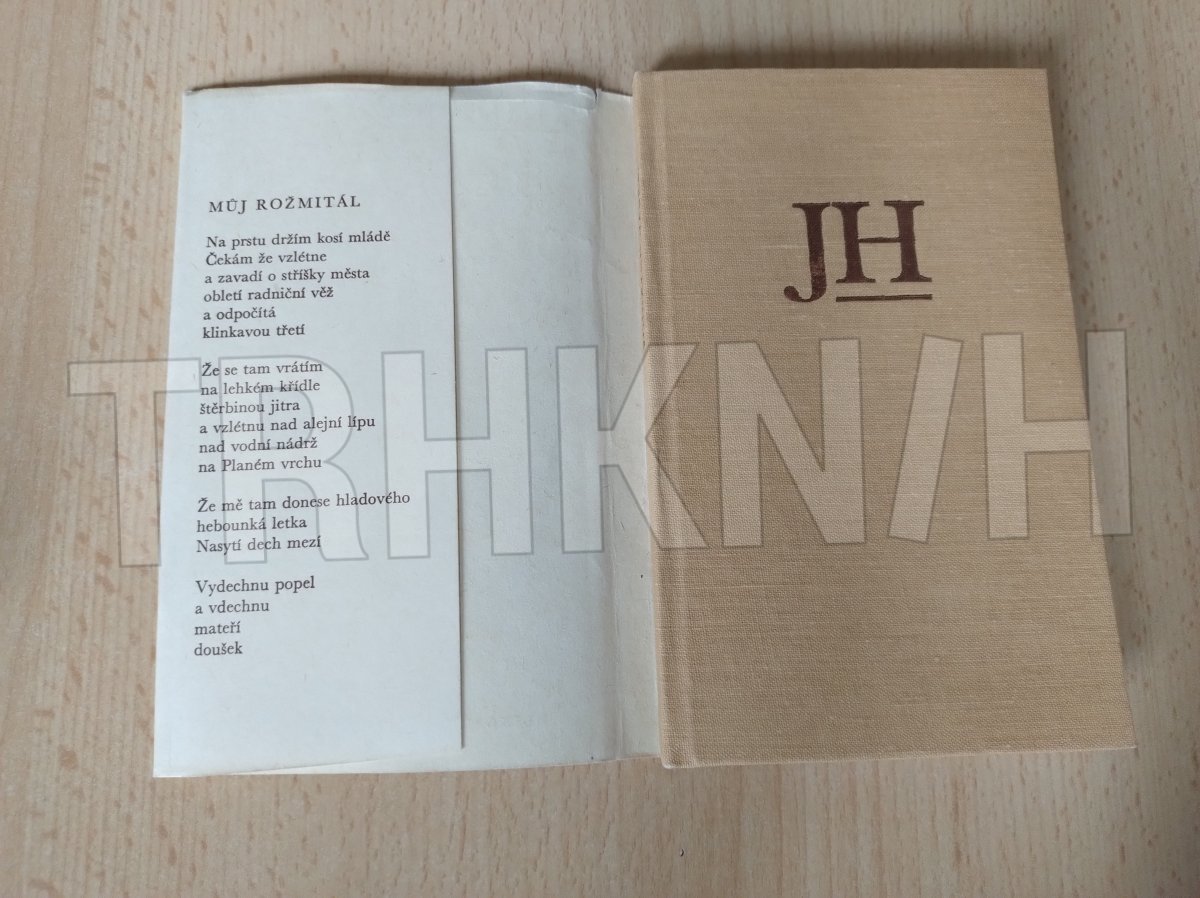 MŮJ ROŽMITÁL
Na prstu držím kosí mládě
Čekám že vzlétne
a zavadí o stříšky města
obletí radniční věž
a odpočítá
klinkavou třetí
Že se tam vrátím
na lehkém křídle
štěrbinou jitra
a vzlétnu nad alejní lípu
nad vodní nádrž
na Planém vrchu
Že mě tam donese hladového
hebounká letka
Nasytí dech mezí
Vydechnu popel
a vdechnu
mateří
doušek
JH
TRHKNIH